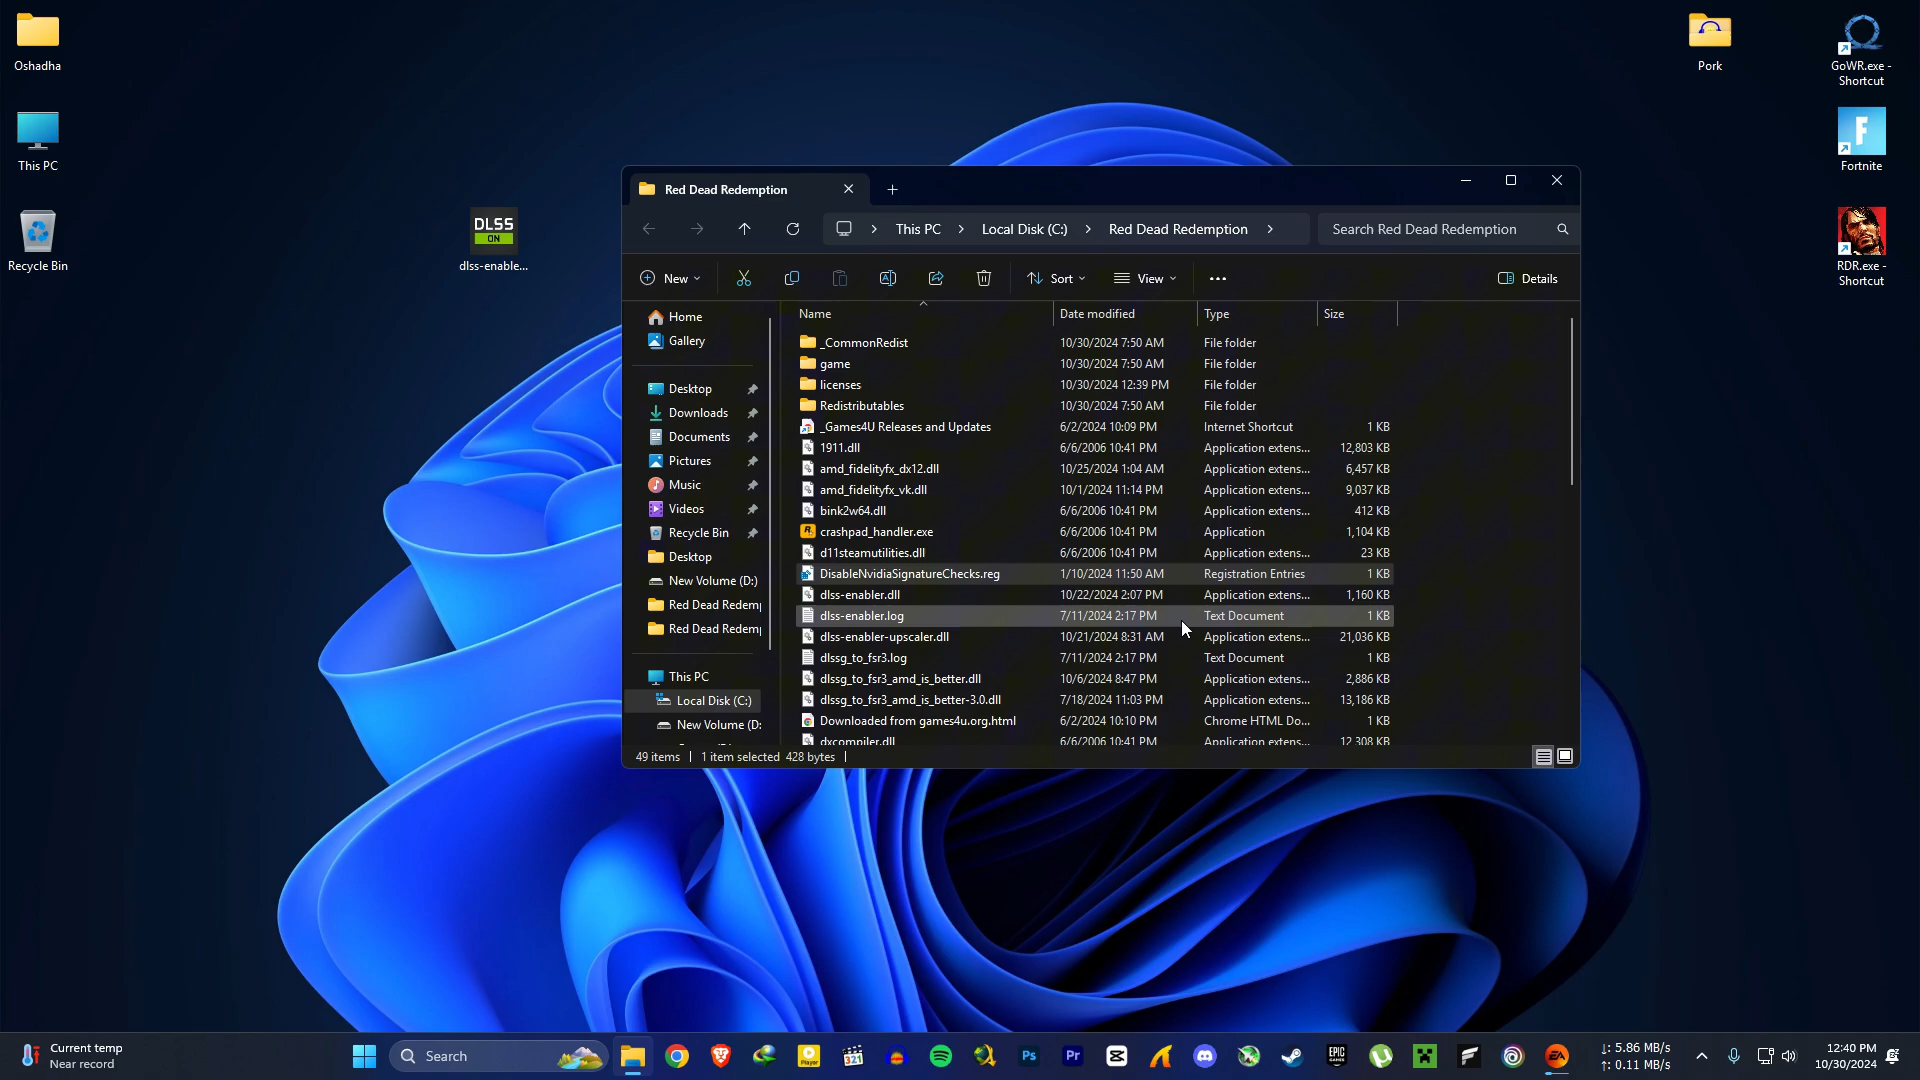 Oshadha
This PC
Recycle Bin
DLSS
ON
dlss-enable...
Pork
GoWR.exe -
Shortcut
F
Fortnite
RDR.exe -
Shortcut
Red Dead Redemption
This PC
Local Disk (C:)
Red Dead Redemption
Search Red Dead Redemption
New
Sort
View
Details
Home
Gallery
Desktop
Downloads
Documents
Pictures
Music
Videos
Recycle Bin
Desktop
New Volume (D:)
Red Dead Redem
Red Dead Redem
This PC
Local Disk (C:)
New Volume (D:
Name Date modified Type Size
_CommonRedist 10/30/2024 7:50 AM File folder
game 10/30/2024 7:50 AM File folder
licenses 10/30/2024 12:39 PM File folder
Redistributables 10/30/2024 7:50 AM File folder
_Games4U Releases and Updates 6/2/2024 10:09 PM Internet Shortcut 1 KB
1911.dll 6/6/2006 10:41 PM Application extens... 12,803 KB
amd_fidelityfx_dx12.dll 10/25/2024 1:04 AM Application extens... 6,457 KB
amd_fidelityfx_vk.dll 10/1/2024 11:14 PM Application extens... 9,037 KB
bink2w64.dll 6/6/2006 10:41 PM Application extens... 412 KB
crashpad_handler.exe 6/6/2006 10:41 PM Application 1,104 KB
d11steamutilities.dll 6/6/2006 10:41 PM Application extens... 23 KB
DisableNvidiaSignatureChecks.reg 1/10/2024 11:50 AM Registration Entries 1 KB
dlss-enabler.dll 10/22/2024 2:07 PM Application extens... 1,160 KB
dlss-enabler.log 7/11/2024 2:17 PM Text Document 1 KB
dlss-enabler-upscaler.dll 10/21/2024 8:31 AM Application extens... 21,036 KB
dlssg_to_fsr3.log 7/11/2024 2:17 PM Text Document 1 KB
dlssg_to_fsr3_amd_is_better.dll 10/6/2024 8:47 PM Application extens... 2,886 KB
dlssg_to_fsr3_amd_is_better-3.0.dll 7/18/2024 11:03 PM Application extens... 13,186 KB
Downloaded from games4u.org.html 6/2/2024 10:10 PM Chrome HTML Do... 1 KB
dxcompiler.dll 6/6/2006 10:41 PM Application extens... 12,308 KB
49 items 1 item selected 428 bytes
Current temp
Near record
Search
Player
321
Ps
Pr
EPIC
GAMES
EA
↓: 5.86 MB/s
↑: 0.11 MB/s
12:40 PM
10/30/2024